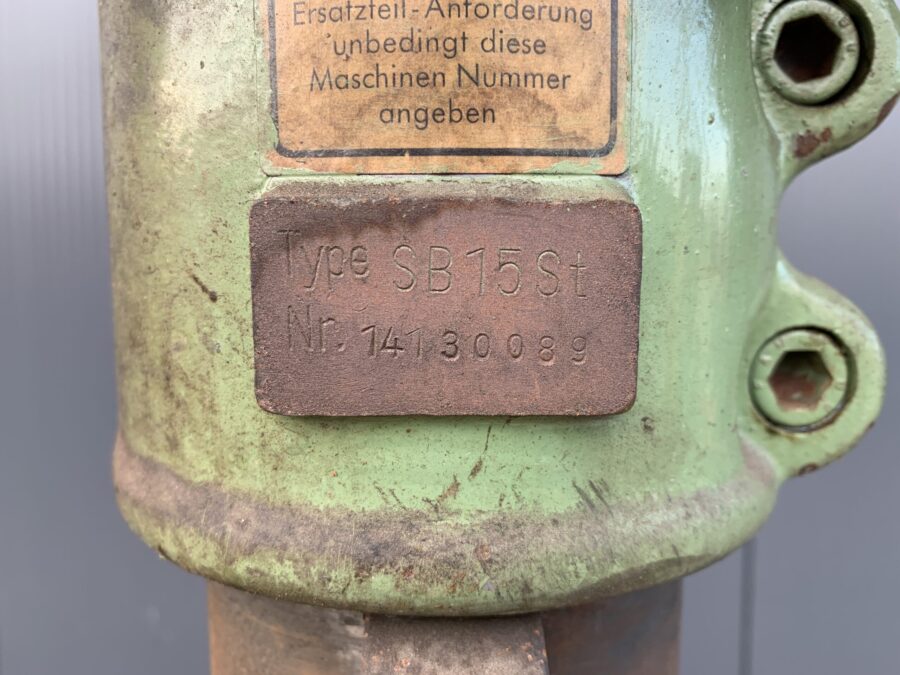 Ersatzteil-Anforderung
unbedingt diese
Maschinen Nummer
angeben
Type SB15St
Nr. 14130089